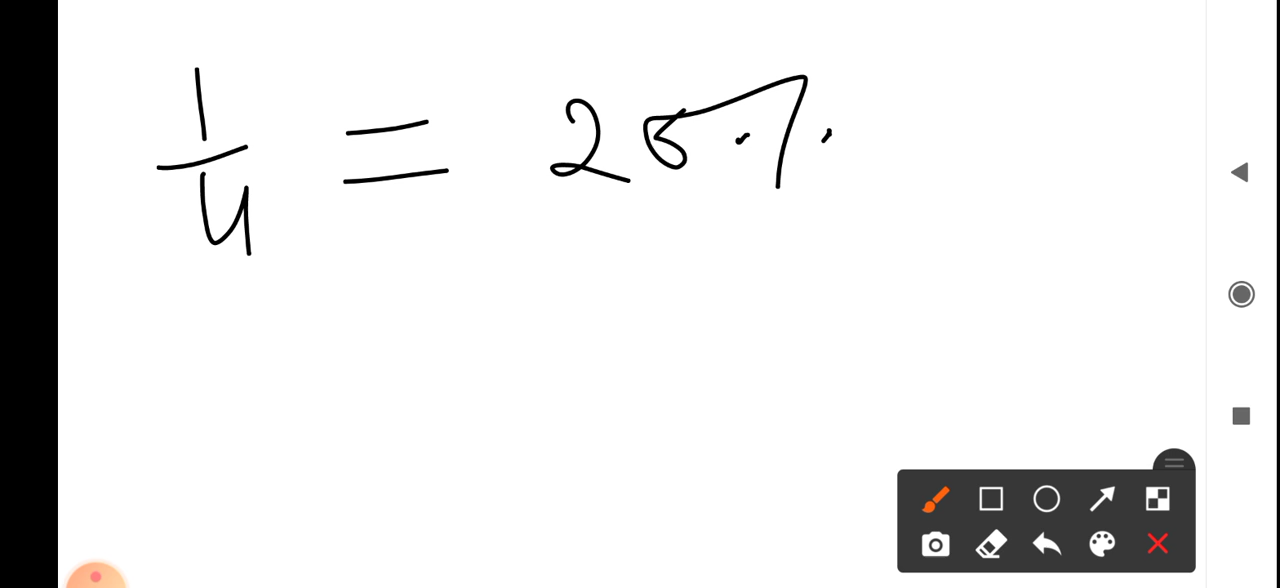 1/4 = 25%